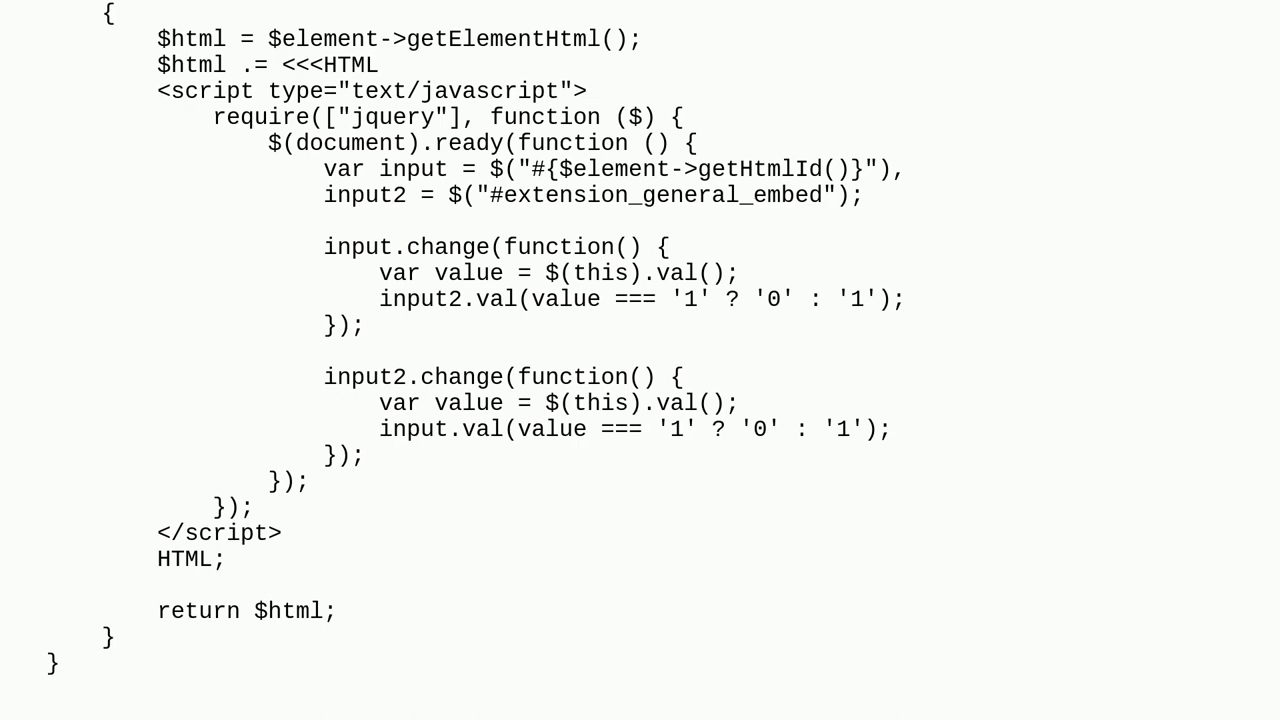 {
$html = $element->getElementHtml();
$html .= <<<HTML
<script type="text/javascript">
require(["jquery"], function ($) {
$(document).ready(function () {
var input = $("#{$element->getHtmlId()}"),
input2 = $("#extension_general_embed");
input.change(function() {
var value = $(this).val();
input2.val(value === '1' ? '0' : '1');
});
input2.change(function() {
var value = $(this).val();
input.val(value === '1' ? '0' : '1');
});
});
});
</script>
HTML;
return $html;
}
}